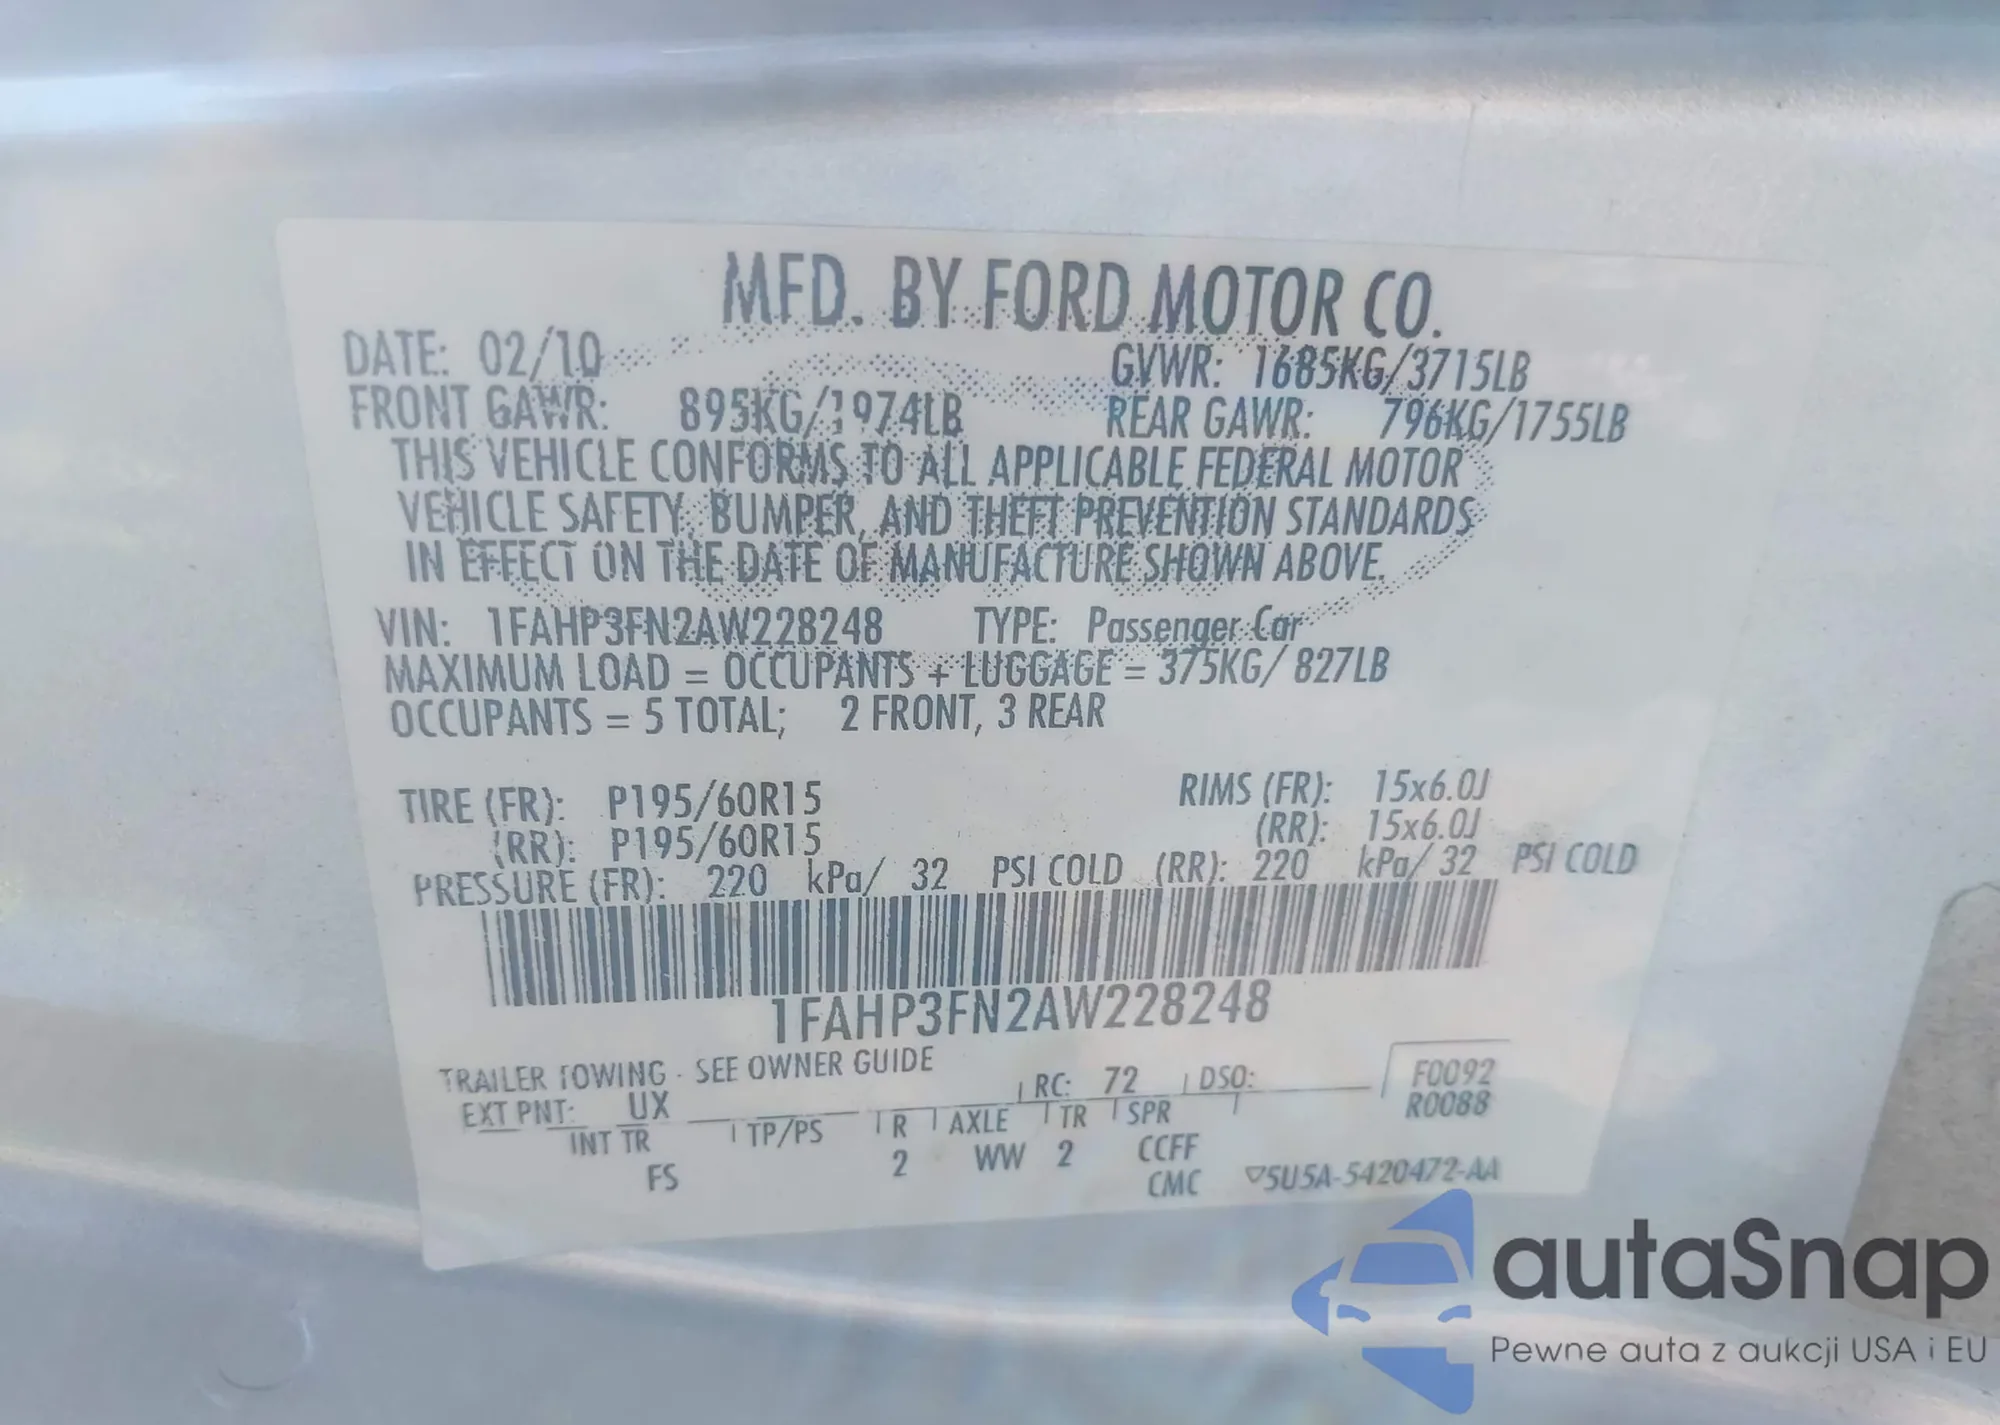 MFD. BY FORD MOTOR CO.
DATE: 02/10 GVWR: 1685KG/3715LB
FRONT GAWR: 895KG/1974LB REAR GAWR: 796KG/1755LB
THIS VEHICLE CONFORMS TO ALL APPLICABLE FEDERAL MOTOR
VEHICLE SAFETY, BUMPER, AND THEFT PREVENTION STANDARDS
IN EFFECT ON THE DATE OF MANUFACTURE SHOWN ABOVE.
VIN: 1FAHP3FN2AW228248 TYPE: Passenger Car
MAXIMUM LOAD = OCCUPANTS + LUGGAGE = 375KG/ 827LB
OCCUPANTS = 5 TOTAL; 2 FRONT, 3 REAR
TIRE (FR): P195/60R15 RIMS (FR): 15x6.0J
(RR): P195/60R15 (RR): 15x6.0J
PRESSURE (FR): 220 kPa/ 32 PSI COLD (RR): 220 kPa/ 32 PSI COLD
1FAHP3FN2AW228248
TRAILER TOWING - SEE OWNER GUIDE
EXT PNT: UX RC: 72 DSO: F0092
R0088
INT TR TP/PS R AXLE TR SPR
FS 2 WW 2 CCFF
CMC ▽5U5A-5420472-AA
autaSnap
Pewne auta z aukcji USA i EU